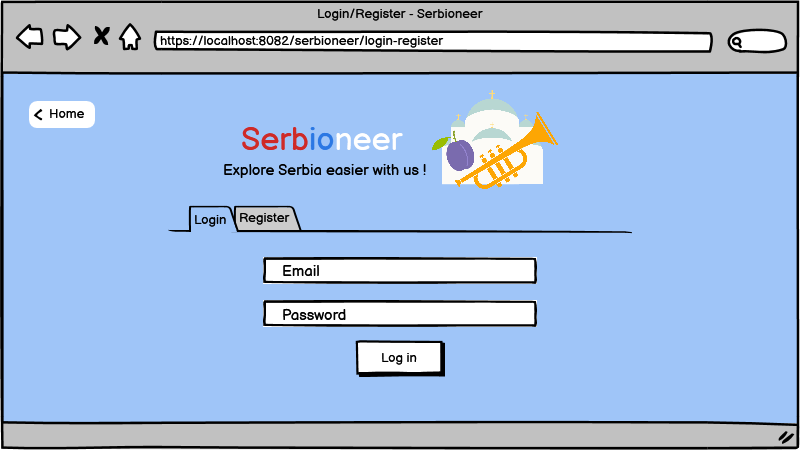 Login/Register - Serbioneer
https://localhost:8082/serbioneer/login-register
Home
Serbioneer
Explore Serbia easier with us !
Login
Register
Email
Password
Log in